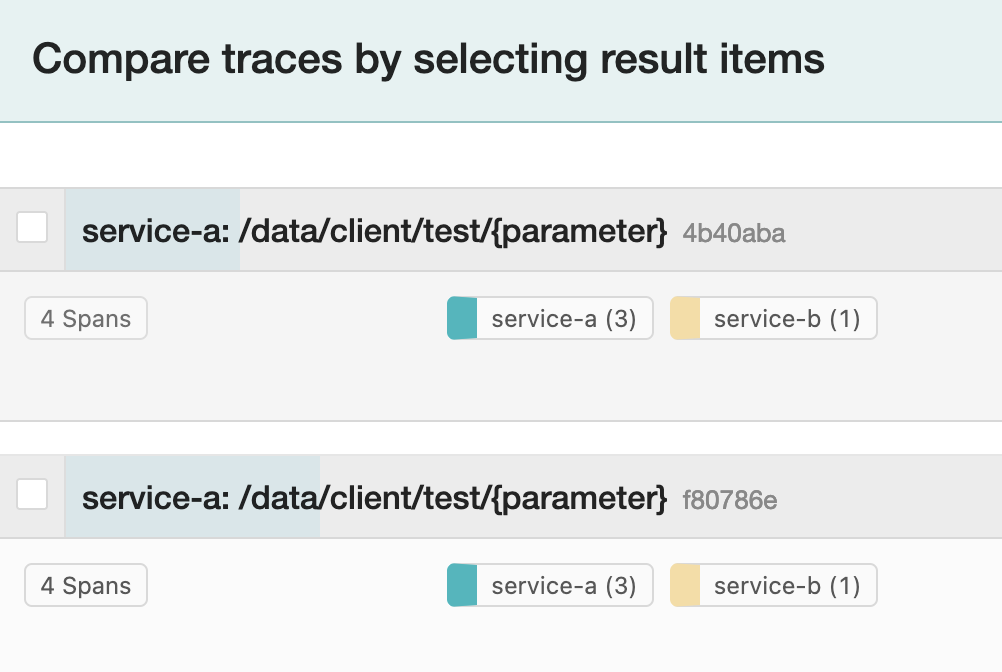 Compare traces by selecting result items
service-a: /data/client/test/{parameter} 4b40aba
4 Spans service-a (3) service-b (1)
service-a: /data/client/test/{parameter} f80786e
4 Spans service-a (3) service-b (1)